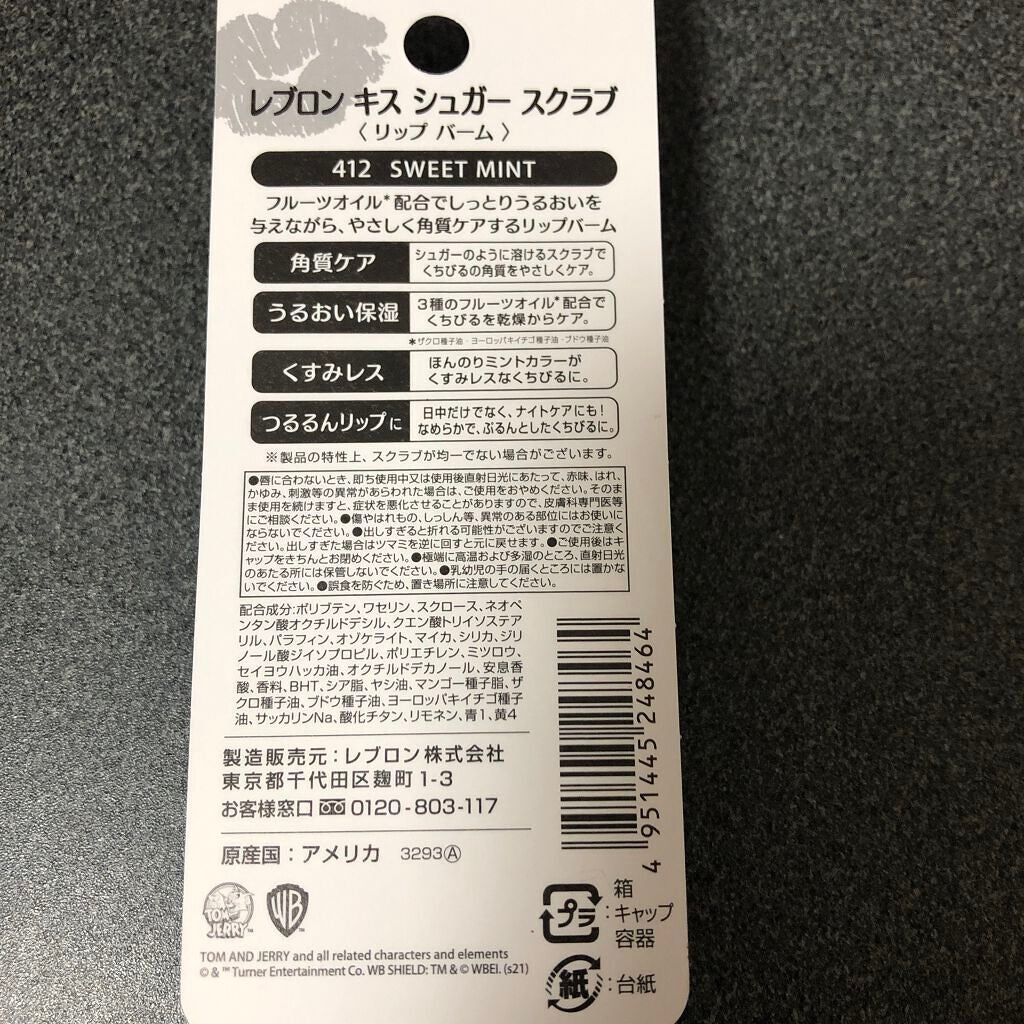 レブロン キス シュガー スクラブ
〈 リップ バーム 〉
412 SWEET MINT
フルーツオイル*配合でしっとりうるおいを
与えながら、やさしく角質ケアするリップバーム
角質ケア
シュガーのように溶けるスクラブで
くちびるの角質をやさしくケア。
うるおい保湿
3種のフルーツオイル*配合で
くちびるを乾燥からケア。
*ザクロ種子油・ヨーロッパキイチゴ種子油・ブドウ種子油
くすみレス
ほんのりミントカラーが
くすみレスなくちびるに。
つるるんリップに
日中だけでなく、ナイトケアにも!
なめらかで、ぷるんとしたくちびるに。
※製品の特性上、スクラブが均一でない場合がございます。
●唇に合わないとき、即ち使用中又は使用後直射日光にあたって、赤味、はれ、
かゆみ、刺激等の異常があらわれた場合は、ご使用をおやめください。そのま
ま使用を続けますと、症状を悪化させることがありますので、皮膚科専門医等
にご相談ください。●傷やはれもの、しっしん等、異常のある部位にはお使いに
ならないでください。●出しすぎると折れる可能性がございますのでご注意く
ださい。出しすぎた場合はツマミを逆に回すと元に戻せます。●ご使用後はキ
ャップをきちんとお閉めください。●極端に高温および多湿のところ、直射日光
のあたる所には保管しないでください。●乳幼児の手の届くところには置かな
いでください。●誤食を防ぐため、置き場所に注意してください。
配合成分:ポリブテン、ワセリン、スクロース、ネオペ
ンタン酸オクチルドデシル、クエン酸トリイソステア
リル、パラフィン、オゾケライト、マイカ、シリカ、ジリ
ノール酸ジイソプロピル、ポリエチレン、ミツロウ、
セイヨウハッカ油、オクチルドデカノール、安息香
酸、香料、BHT、シア脂、ヤシ油、マンゴー種子脂、ザ
クロ種子油、ブドウ種子油、ヨーロッパキイチゴ種子
油、サッカリンNa、酸化チタン、リモネン、青1、黄4
製造販売元:レブロン株式会社
東京都千代田区麹町1-3
お客様窓口 0120-803-117
原産国:アメリカ 3293Ⓐ
4 951445 248464
TOM and JERRY™
WB™
TOM AND JERRY and all related characters and elements
© & ™ Turner Entertainment Co. WB SHIELD: TM & © WBEI. (s21)
プラ
箱
:キャップ
容器
紙:台紙